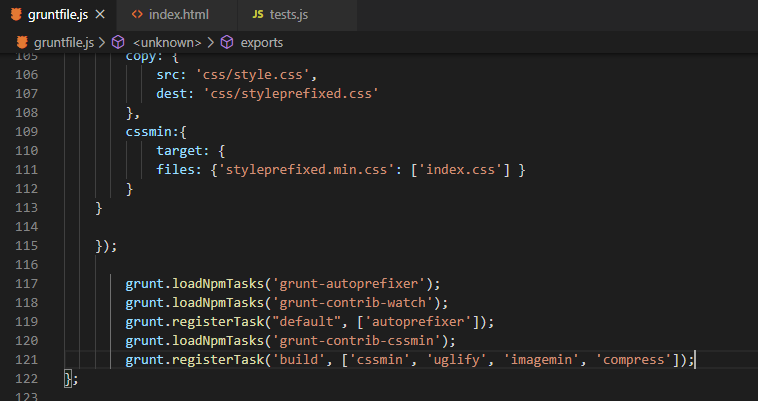 gruntfile.js × index.html JS tests.js
gruntfile.js > <unknown> > exports
105 copy: {
106 src: 'css/style.css',
107 dest: 'css/styleprefixed.css'
108 },
109 cssmin:{
110 target: {
111 files: {'styleprefixed.min.css': ['index.css'] }
112 }
113 }
114
115 });
116
117 grunt.loadNpmTasks('grunt-autoprefixer');
118 grunt.loadNpmTasks('grunt-contrib-watch');
119 grunt.registerTask("default", ['autoprefixer']);
120 grunt.loadNpmTasks('grunt-contrib-cssmin');
121 grunt.registerTask('build', ['cssmin', 'uglify', 'imagemin', 'compress']);
122 };
123